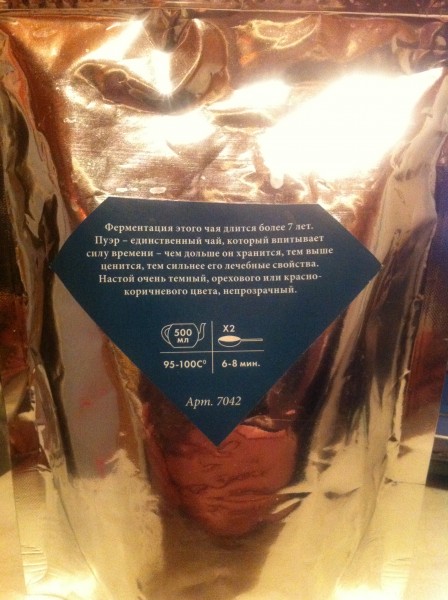 Ферментация этого чая длится более 7 лет.
Пуэр – единственный чай, который впитывает
силу времени – чем дольше он хранится, тем выше
ценится, тем сильнее его лечебные свойства.
Настой очень темный, орехового или красно-
коричневого цвета, непрозрачный.
500 X2
МЛ
95-100C⁰ 6-8 мин.
Арт. 7042